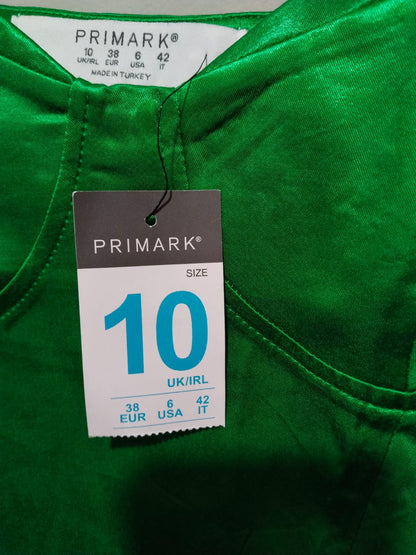 PRIMARK®
10 38 6 42
UK/IRL EUR USA IT
MADE IN TURKEY
PRIMARK®
SIZE
10
UK/IRL
38 6 42
EUR USA IT